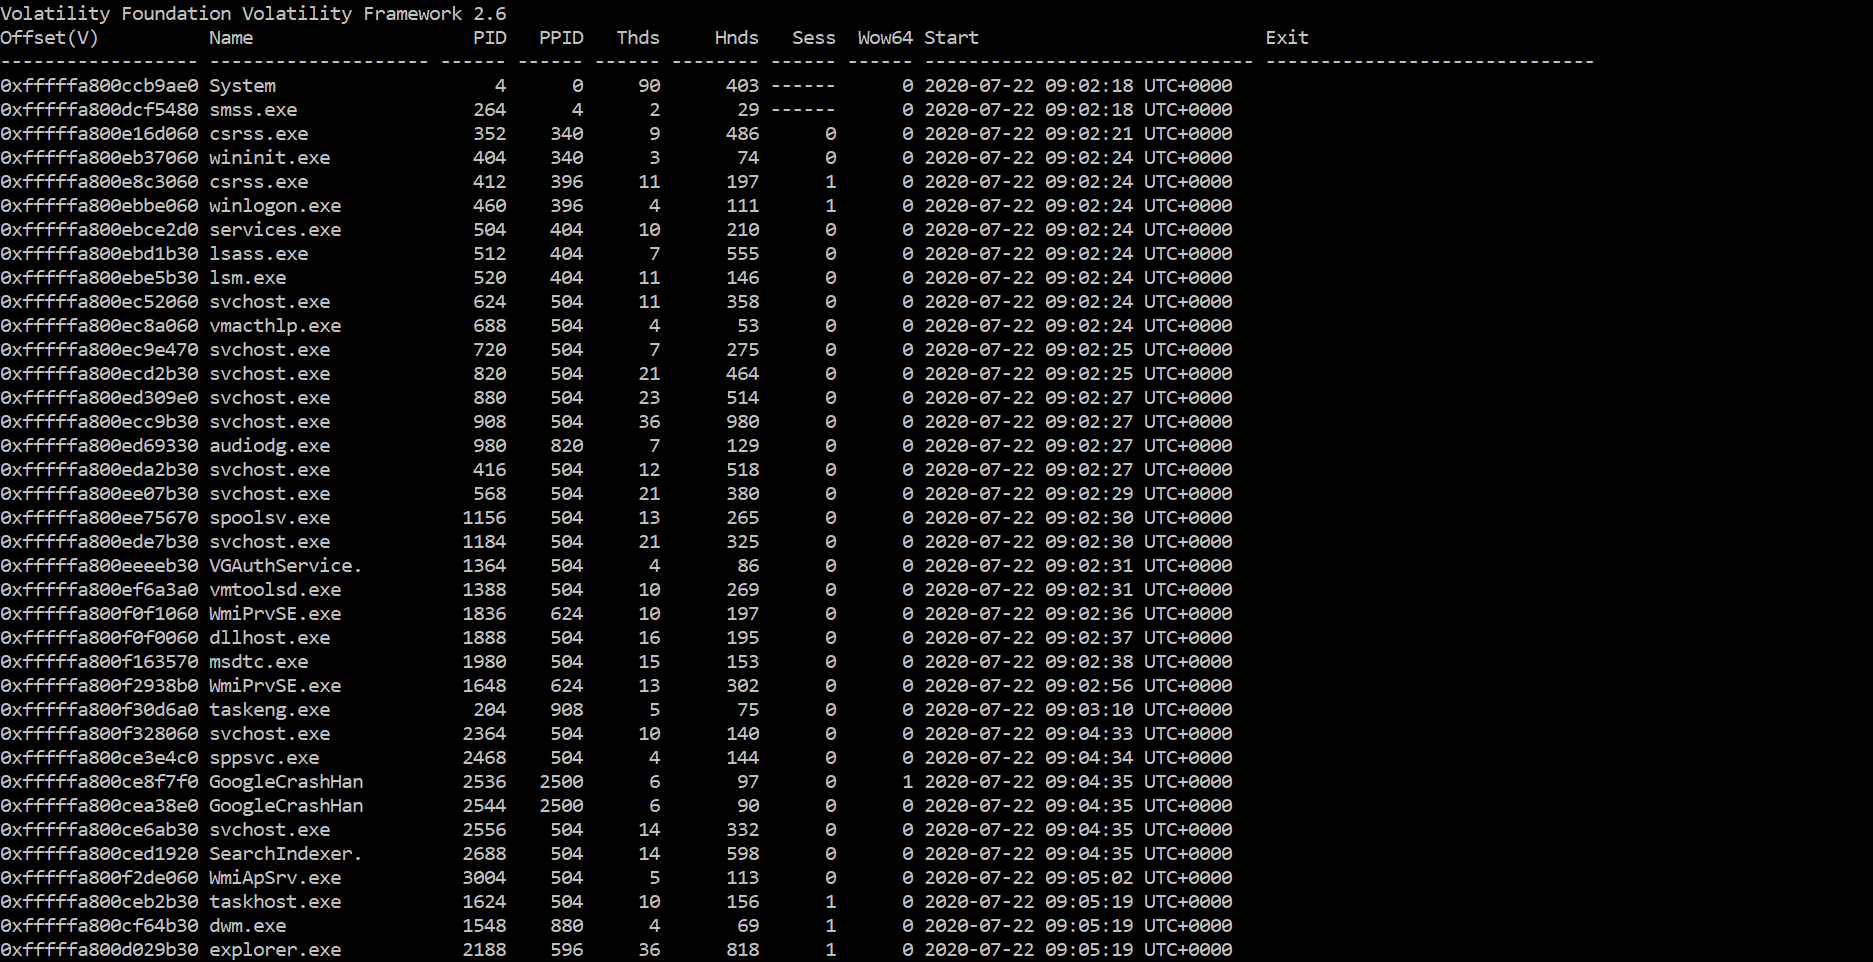 Volatility Foundation Volatility Framework 2.6
Offset(V)          Name                    PID   PPID   Thds     Hnds   Sess  Wow64 Start                          Exit
------------------ -------------------- ------ ------ ------ -------- ------ ------ ------------------------------ ------------------------------
0xfffffa800ccb9ae0 System                    4      0     90      403 ------      0 2020-07-22 09:02:18 UTC+0000
0xfffffa800dcf5480 smss.exe                264      4      2       29 ------      0 2020-07-22 09:02:18 UTC+0000
0xfffffa800e16d060 csrss.exe               352    340      9      486      0      0 2020-07-22 09:02:21 UTC+0000
0xfffffa800eb37060 wininit.exe             404    340      3       74      0      0 2020-07-22 09:02:24 UTC+0000
0xfffffa800e8c3060 csrss.exe               412    396     11      197      1      0 2020-07-22 09:02:24 UTC+0000
0xfffffa800ebbe060 winlogon.exe            460    396      4      111      1      0 2020-07-22 09:02:24 UTC+0000
0xfffffa800ebce2d0 services.exe            504    404     10      210      0      0 2020-07-22 09:02:24 UTC+0000
0xfffffa800ebd1b30 lsass.exe               512    404      7      555      0      0 2020-07-22 09:02:24 UTC+0000
0xfffffa800ebe5b30 lsm.exe                 520    404     11      146      0      0 2020-07-22 09:02:24 UTC+0000
0xfffffa800ec52060 svchost.exe             624    504     11      358      0      0 2020-07-22 09:02:24 UTC+0000
0xfffffa800ec8a060 vmacthlp.exe            688    504      4       53      0      0 2020-07-22 09:02:24 UTC+0000
0xfffffa800ec9e470 svchost.exe             720    504      7      275      0      0 2020-07-22 09:02:25 UTC+0000
0xfffffa800ecd2b30 svchost.exe             820    504     21      464      0      0 2020-07-22 09:02:25 UTC+0000
0xfffffa800ed309e0 svchost.exe             880    504     23      514      0      0 2020-07-22 09:02:27 UTC+0000
0xfffffa800ecc9b30 svchost.exe             908    504     36      980      0      0 2020-07-22 09:02:27 UTC+0000
0xfffffa800ed69330 audiodg.exe             980    820      7      129      0      0 2020-07-22 09:02:27 UTC+0000
0xfffffa800eda2b30 svchost.exe             416    504     12      518      0      0 2020-07-22 09:02:27 UTC+0000
0xfffffa800ee07b30 svchost.exe             568    504     21      380      0      0 2020-07-22 09:02:29 UTC+0000
0xfffffa800ee75670 spoolsv.exe            1156    504     13      265      0      0 2020-07-22 09:02:30 UTC+0000
0xfffffa800ede7b30 svchost.exe            1184    504     21      325      0      0 2020-07-22 09:02:30 UTC+0000
0xfffffa800eeeeb30 VGAuthService.         1364    504      4       86      0      0 2020-07-22 09:02:31 UTC+0000
0xfffffa800ef6a3a0 vmtoolsd.exe           1388    504     10      269      0      0 2020-07-22 09:02:31 UTC+0000
0xfffffa800f0f1060 WmiPrvSE.exe           1836    624     10      197      0      0 2020-07-22 09:02:36 UTC+0000
0xfffffa800f0f0060 dllhost.exe            1888    504     16      195      0      0 2020-07-22 09:02:37 UTC+0000
0xfffffa800f163570 msdtc.exe              1980    504     15      153      0      0 2020-07-22 09:02:38 UTC+0000
0xfffffa800f2938b0 WmiPrvSE.exe           1648    624     13      302      0      0 2020-07-22 09:02:56 UTC+0000
0xfffffa800f30d6a0 taskeng.exe             204    908      5       75      0      0 2020-07-22 09:03:10 UTC+0000
0xfffffa800f328060 svchost.exe            2364    504     10      140      0      0 2020-07-22 09:04:33 UTC+0000
0xfffffa800ce3e4c0 sppsvc.exe             2468    504      4      144      0      0 2020-07-22 09:04:34 UTC+0000
0xfffffa800ce8f7f0 GoogleCrashHan         2536   2500      6       97      0      1 2020-07-22 09:04:35 UTC+0000
0xfffffa800cea38e0 GoogleCrashHan         2544   2500      6       90      0      0 2020-07-22 09:04:35 UTC+0000
0xfffffa800ce6ab30 svchost.exe            2556    504     14      332      0      0 2020-07-22 09:04:35 UTC+0000
0xfffffa800ced1920 SearchIndexer.         2688    504     14      598      0      0 2020-07-22 09:04:35 UTC+0000
0xfffffa800f2de060 WmiApSrv.exe           3004    504      5      113      0      0 2020-07-22 09:05:02 UTC+0000
0xfffffa800ceb2b30 taskhost.exe           1624    504     10      156      1      0 2020-07-22 09:05:19 UTC+0000
0xfffffa800cf64b30 dwm.exe                1548    880      4       69      1      0 2020-07-22 09:05:19 UTC+0000
0xfffffa800d029b30 explorer.exe           2188    596     36      818      1      0 2020-07-22 09:05:19 UTC+0000